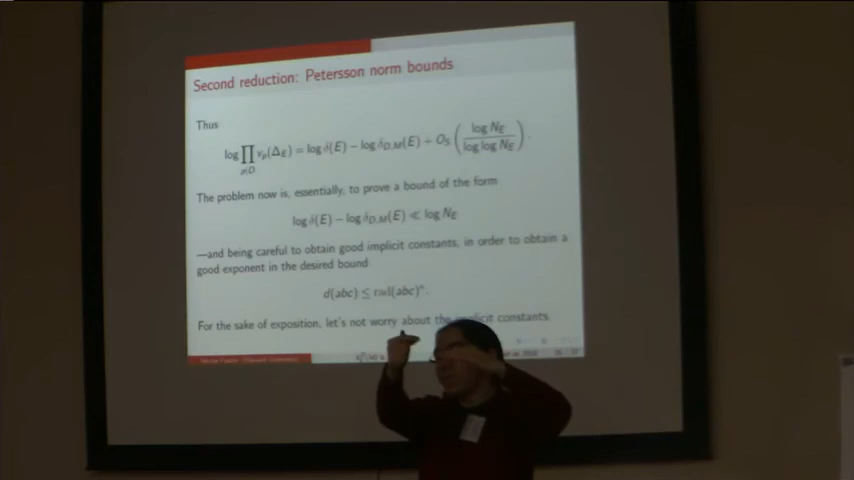 Second reduction: Petersson norm bounds
Thus
log ∏_{p|D} v_p(Δ_E) = log δ(E) − log δ_{D,M}(E) + O_S ( log N_E / log log N_E ) .
The problem now is, essentially, to prove a bound of the form
log δ(E) − log δ_{D,M}(E) ≪ log N_E
—and being careful to obtain good implicit constants, in order to obtain a
good exponent in the desired bound
d(abc) ≤ rad(abc)^κ.
For the sake of exposition, let's not worry about the implicit constants.